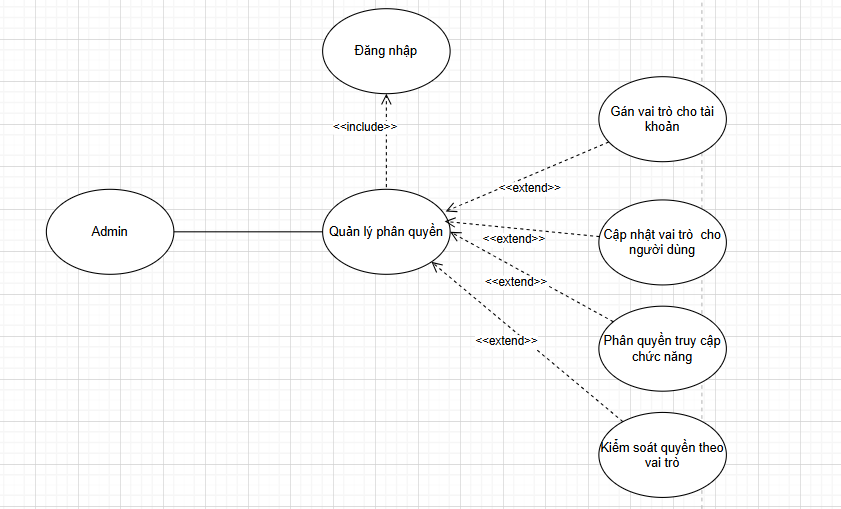 Đăng nhập
<<include>>
Gán vai trò cho tài
khoản
<<extend>>
Admin
Quản lý phân quyền
Cập nhật vai trò cho
người dùng
<<extend>>
<<extend>>
Phân quyền truy cập
chức năng
<<extend>>
Kiểm soát quyền theo
vai trò